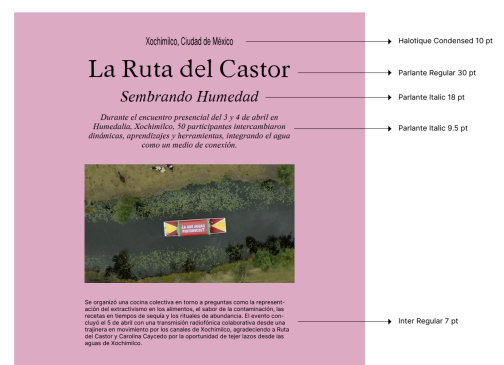 Xochimilco, Ciudad de México
Halotique Condensed 10 pt
La Ruta del Castor
Parlante Regular 30 pt
Sembrando Humedad
Parlante Italic 18 pt
Durante el encuentro presencial del 3 y 4 de abril en
Humedalia, Xochimilco, 50 participantes intercambiaron
dinámicas, aprendizajes y herramientas, integrando el agua
como un medio de conexión.
Parlante Italic 9.5 pt
Se organizó una cocina colectiva en torno a preguntas como la represent-
ación del extractivismo en los alimentos, el sabor de la contaminación, las
recetas en tiempos de sequía y los rituales de abundancia. El evento con-
cluyó el 5 de abril con una transmisión radiofónica colaborativa desde una
trajinera en movimiento por los canales de Xochimilco, agradeciendo a Ruta
del Castor y Carolina Caycedo por la oportunidad de tejer lazos desde las
aguas de Xochimilco.
Inter Regular 7 pt